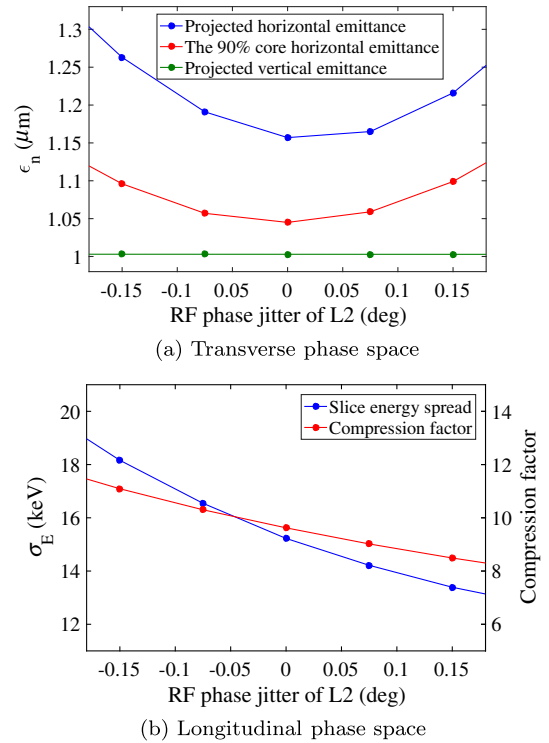 1.3
1.25
1.2
1.15
1.1
1.05
1
ϵn (μm)
Projected horizontal emittance
The 90% core horizontal emittance
Projected vertical emittance
-0.15 -0.1 0.05 0 0.05 0.1 0.15
RF phase jitter of L2 (deg)
(a) Transverse phase space
20
18
16
14
12
σE (keV)
Slice energy spread
Compression factor
14
12
10
8
6
Compression factor
-0.15 -0.1 -0.05 0 0.05 0.1 0.15
RF phase jitter of L2 (deg)
(b) Longitudinal phase space